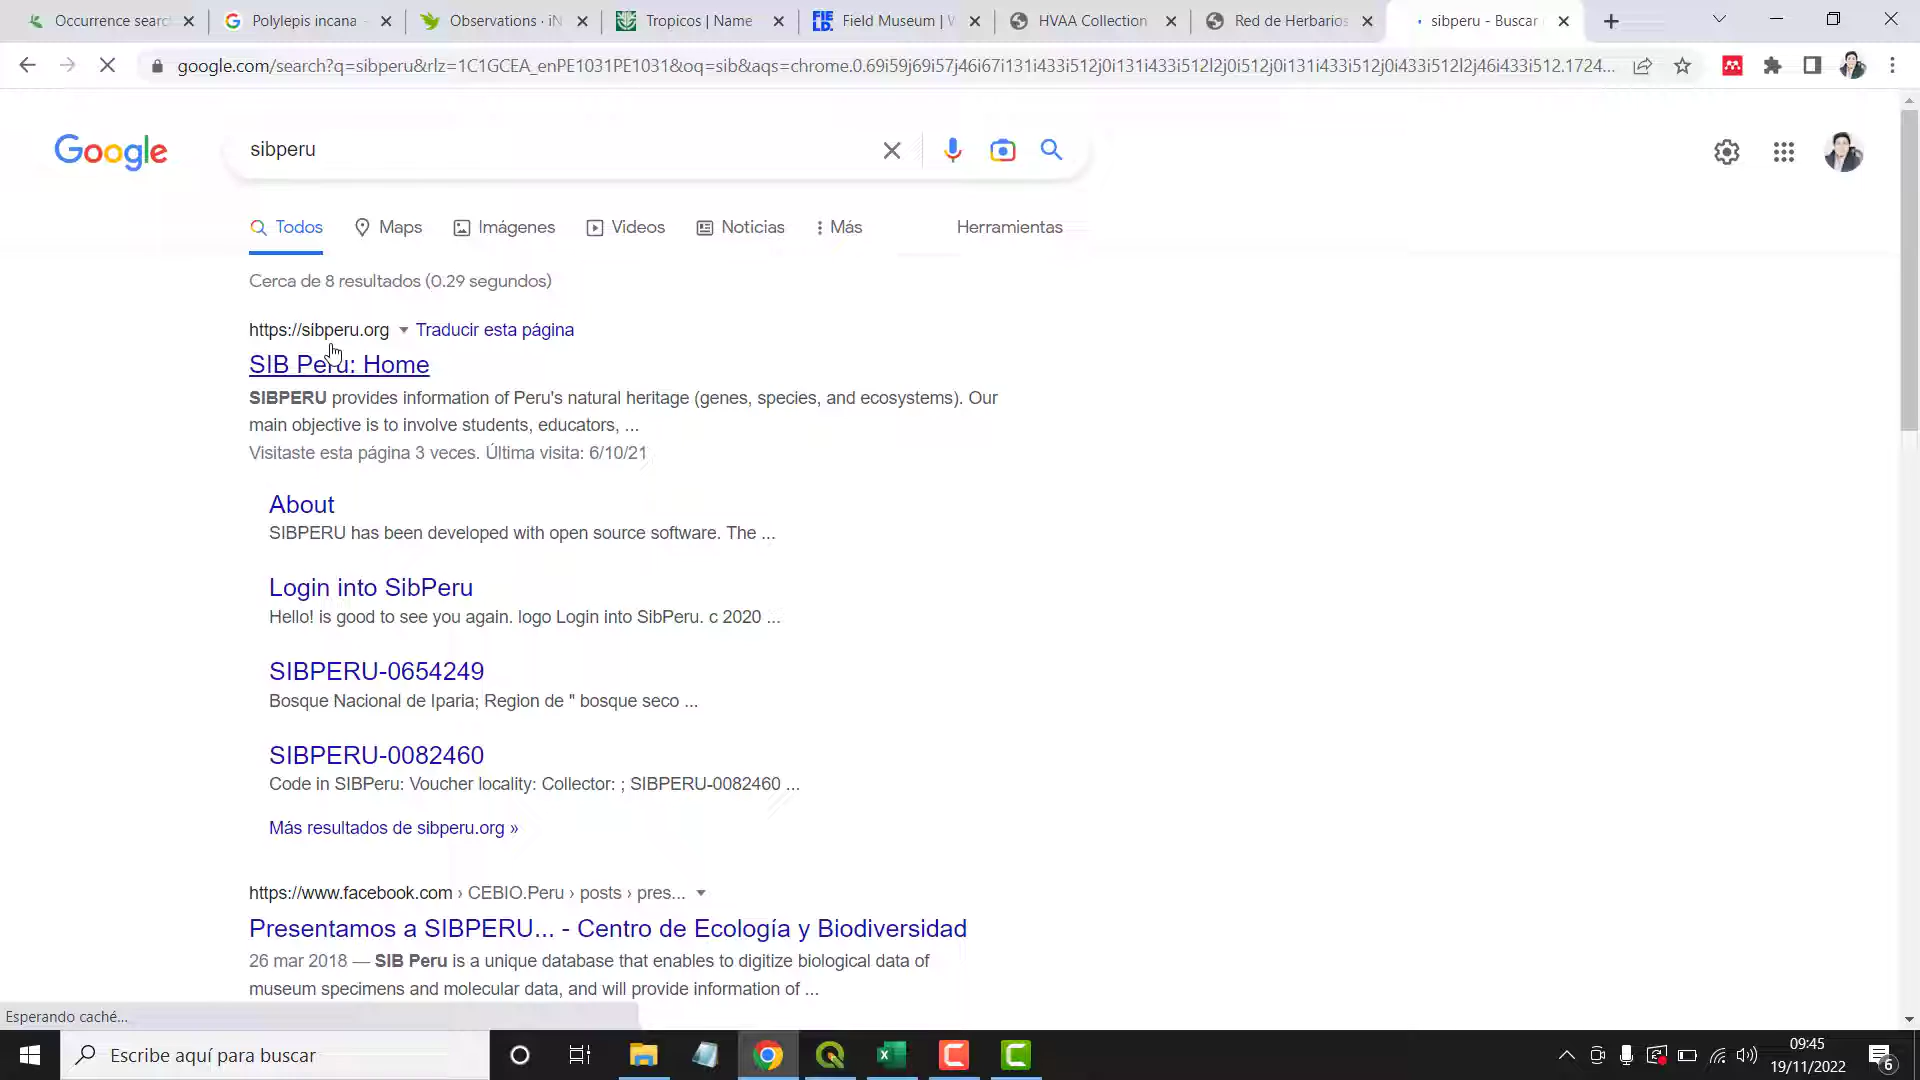 Occurrence searc
Polylepis incana -
Observations · iN
Tropicos | Name
Field Museum |
HVAA Collection
Red de Herbarios
sibperu - Buscar
google.com/search?q=sibperu&rlz=1C1GCEA_enPE1031PE1031&oq=sib&aqs=chrome.0.69i59j69i57j46i67i131i433i512j0i131i433i512l2j0i512j0i131i433i512j0i433i512l2j46i433i512.1724...
Google
sibperu
Todos
Maps
Imágenes
Videos
Noticias
Más
Herramientas
Cerca de 8 resultados (0.29 segundos)
https://sibperu.org
Traducir esta página
SIB Peru: Home
SIBPERU provides information of Peru's natural heritage (genes, species, and ecosystems). Our
main objective is to involve students, educators, ...
Visitaste esta página 3 veces. Última visita: 6/10/21
About
SIBPERU has been developed with open source software. The ...
Login into SibPeru
Hello! is good to see you again. logo Login into SibPeru. c 2020 ...
SIBPERU-0654249
Bosque Nacional de Iparia; Region de " bosque seco ...
SIBPERU-0082460
Code in SIBPeru: Voucher locality: Collector: ; SIBPERU-0082460 ...
Más resultados de sibperu.org »
https://www.facebook.com › CEBIO.Peru › posts › pres...
Presentamos a SIBPERU... - Centro de Ecología y Biodiversidad
26 mar 2018 — SIB Peru is a unique database that enables to digitize biological data of
museum specimens and molecular data, and will provide information of ...
Esperando caché...
Escribe aquí para buscar
09:45
19/11/2022
6